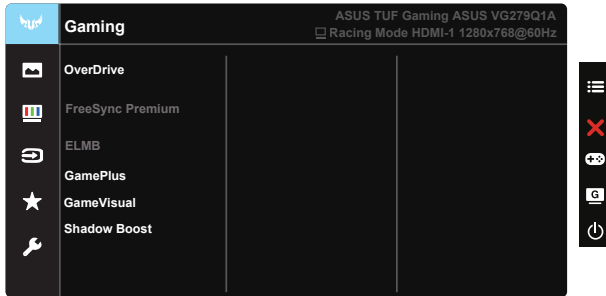 Gaming
ASUS TUF Gaming ASUS VG279Q1A
Racing Mode HDMI-1 1280x768@60Hz
OverDrive
FreeSync Premium
ELMB
GamePlus
GameVisual
Shadow Boost
G